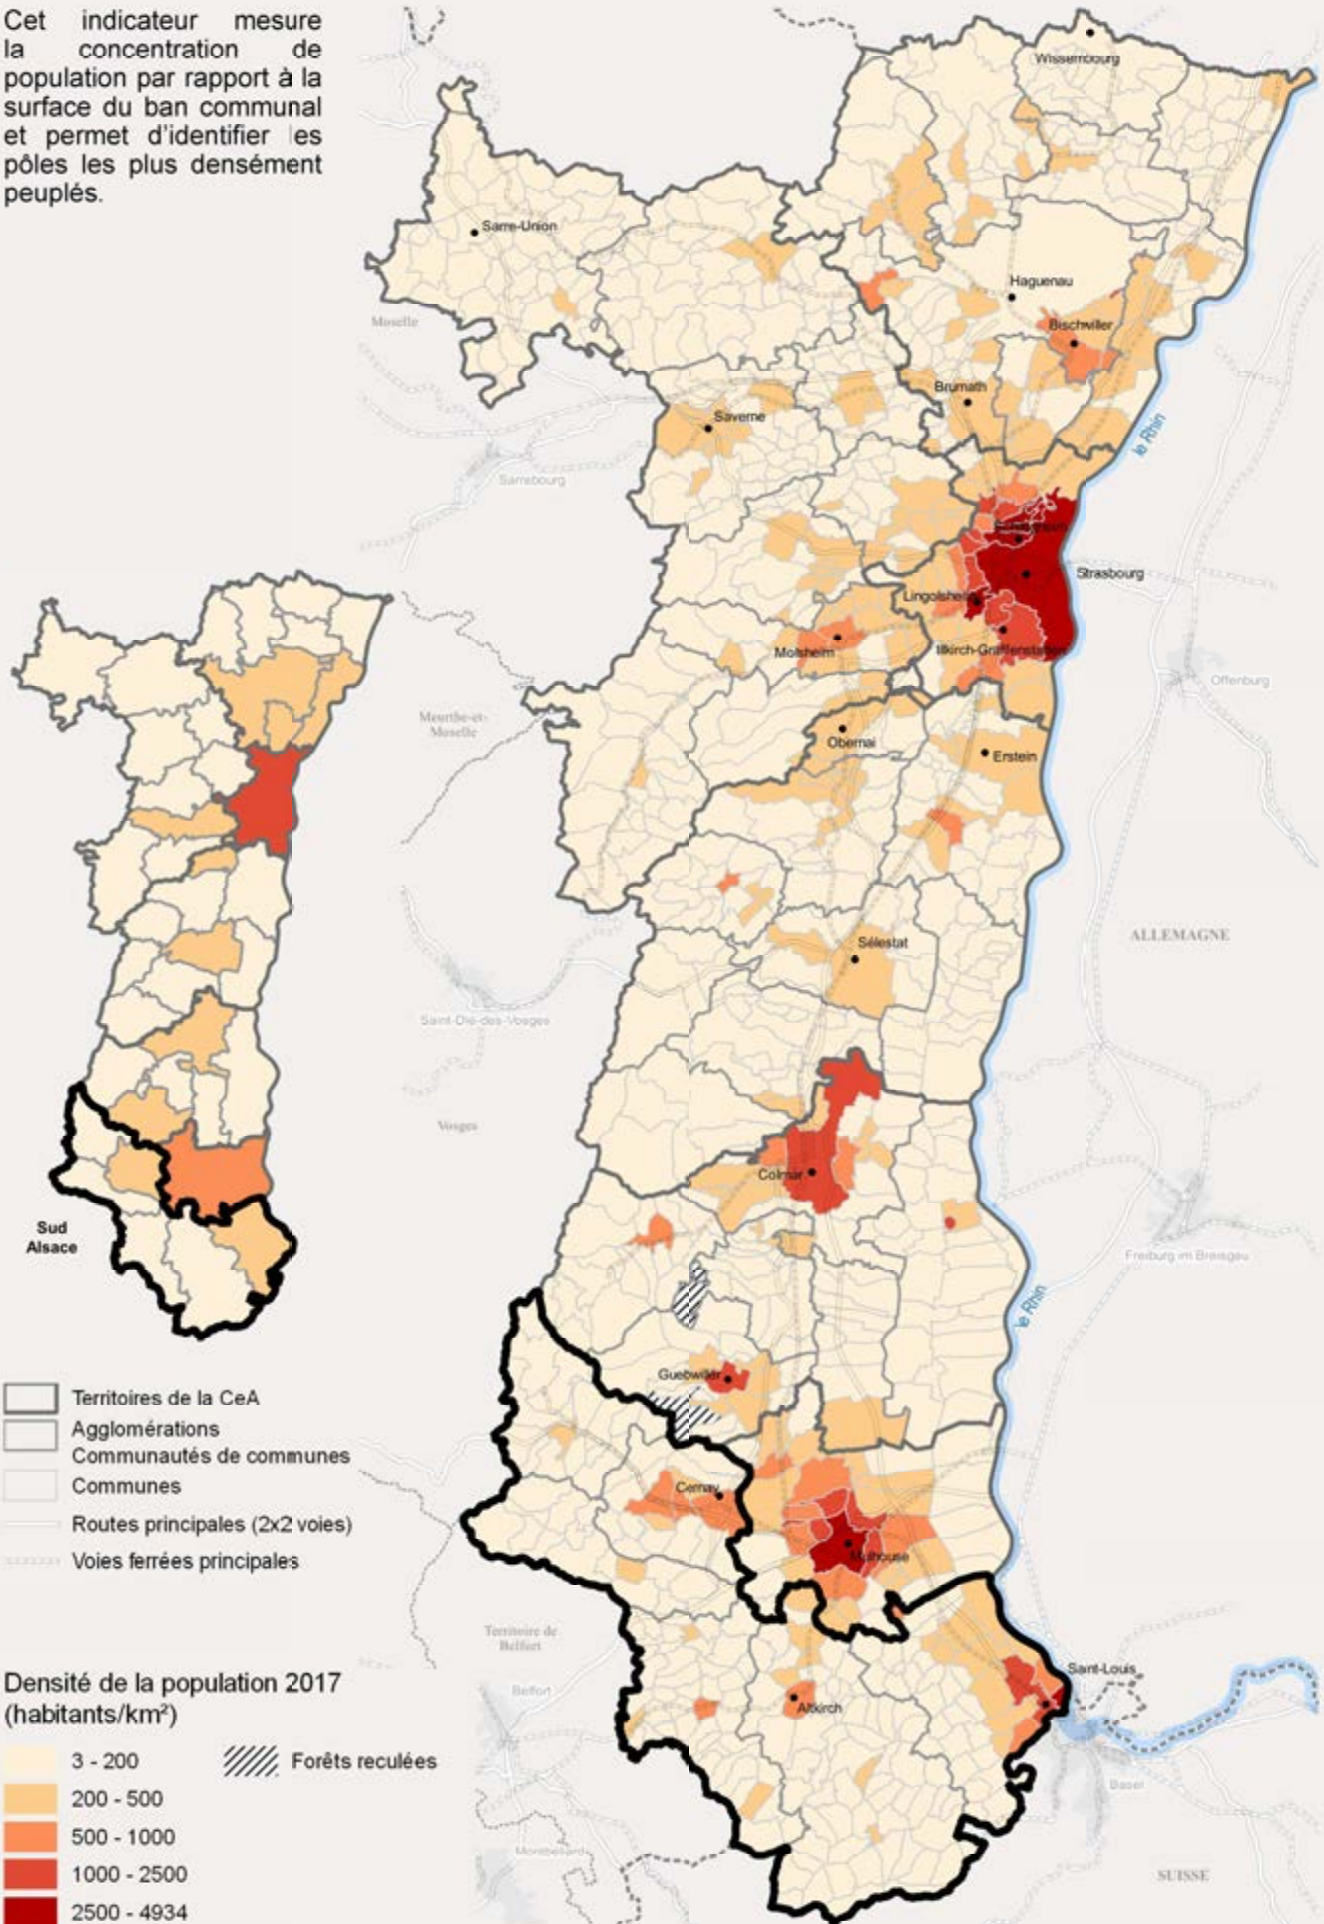 Cet indicateur mesure
la concentration de
population par rapport à la
surface du ban communal
et permet d'identifier les
pôles les plus densément
peuplés.
Wissembourg
Sarre-Union
Haguenau
Moselle
Bischviller
Brumath
Saverne
le Rhin
Sarrebourg
Schiltigheim
Strasbourg
Lingolsheim
Molsheim
Illkirch-Graffenstaden
Offenburg
Meurthe-et-
Moselle
Obernai
Erstein
ALLEMAGNE
Sélestat
Saint-Dié-des-Vosges
Vosges
Colmar
Sud
Alsace
Freiburg im Breisgau
le Rhin
Guebwiller
Territoires de la CeA
Agglomérations
Communautés de communes
Communes
Cernay
Routes principales (2x2 voies)
Mulhouse
Voies ferrées principales
Territoire de
Belfort
Saint-Louis
Densité de la population 2017
(habitants/km²)
Belfort
Altkirch
3 - 200
Forêts reculées
Basel
200 - 500
500 - 1000
Montbéliard
1000 - 2500
SUISSE
2500 - 4934